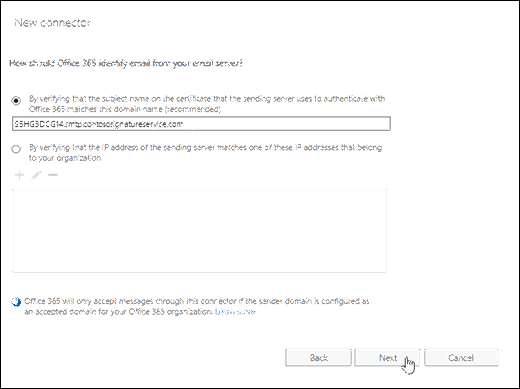 New connector
How should Office 365 identify email from your email server?
By verifying that the subject name on the certificate that the sending server uses to authenticate with
Office 365 matches this domain name (recommended)
S5HG3DCG14.smtp.contososignatureservice.com
By verifying that the IP address of the sending server matches one of these IP addresses that belong
to your organization
Office 365 will only accept messages through this connector if the sender domain is configured as
an accepted domain for your Office 365 organization.
Back
Next
Cancel